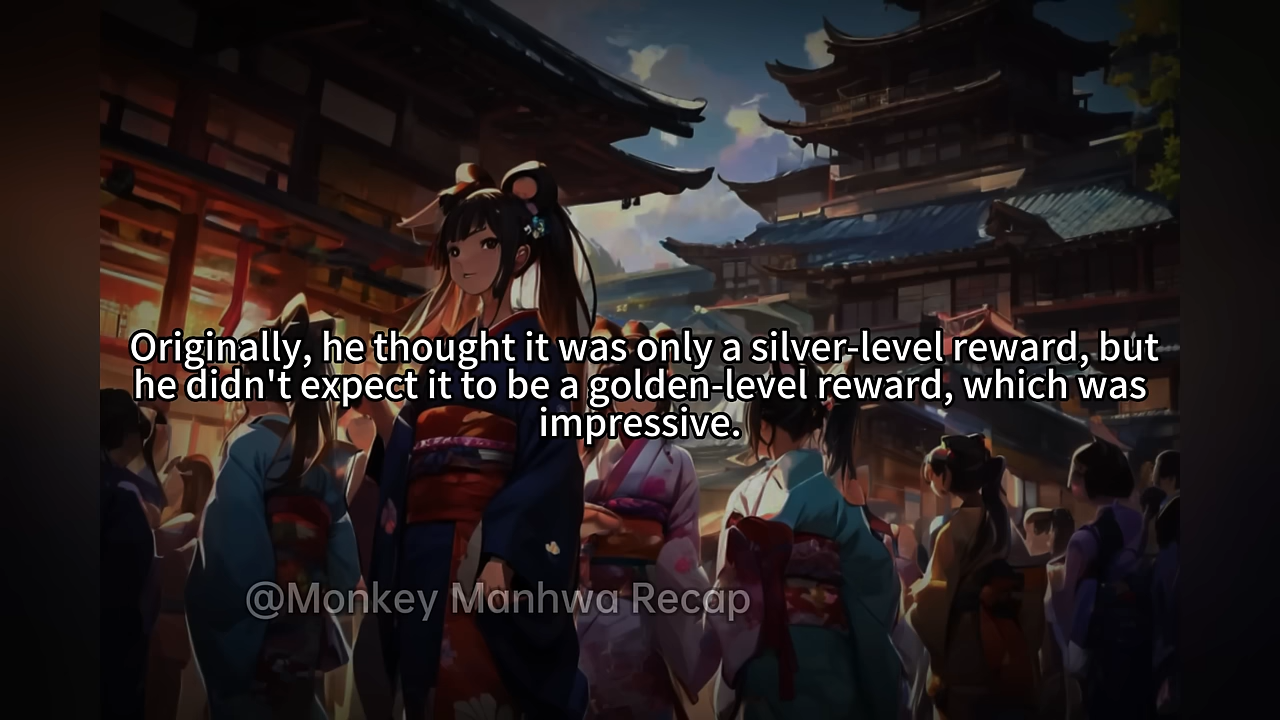 Originally, he thought it was only a silver-level reward, but
he didn't expect it to be a golden-level reward, which was
impressive.
@Monkey Manhwa Recap